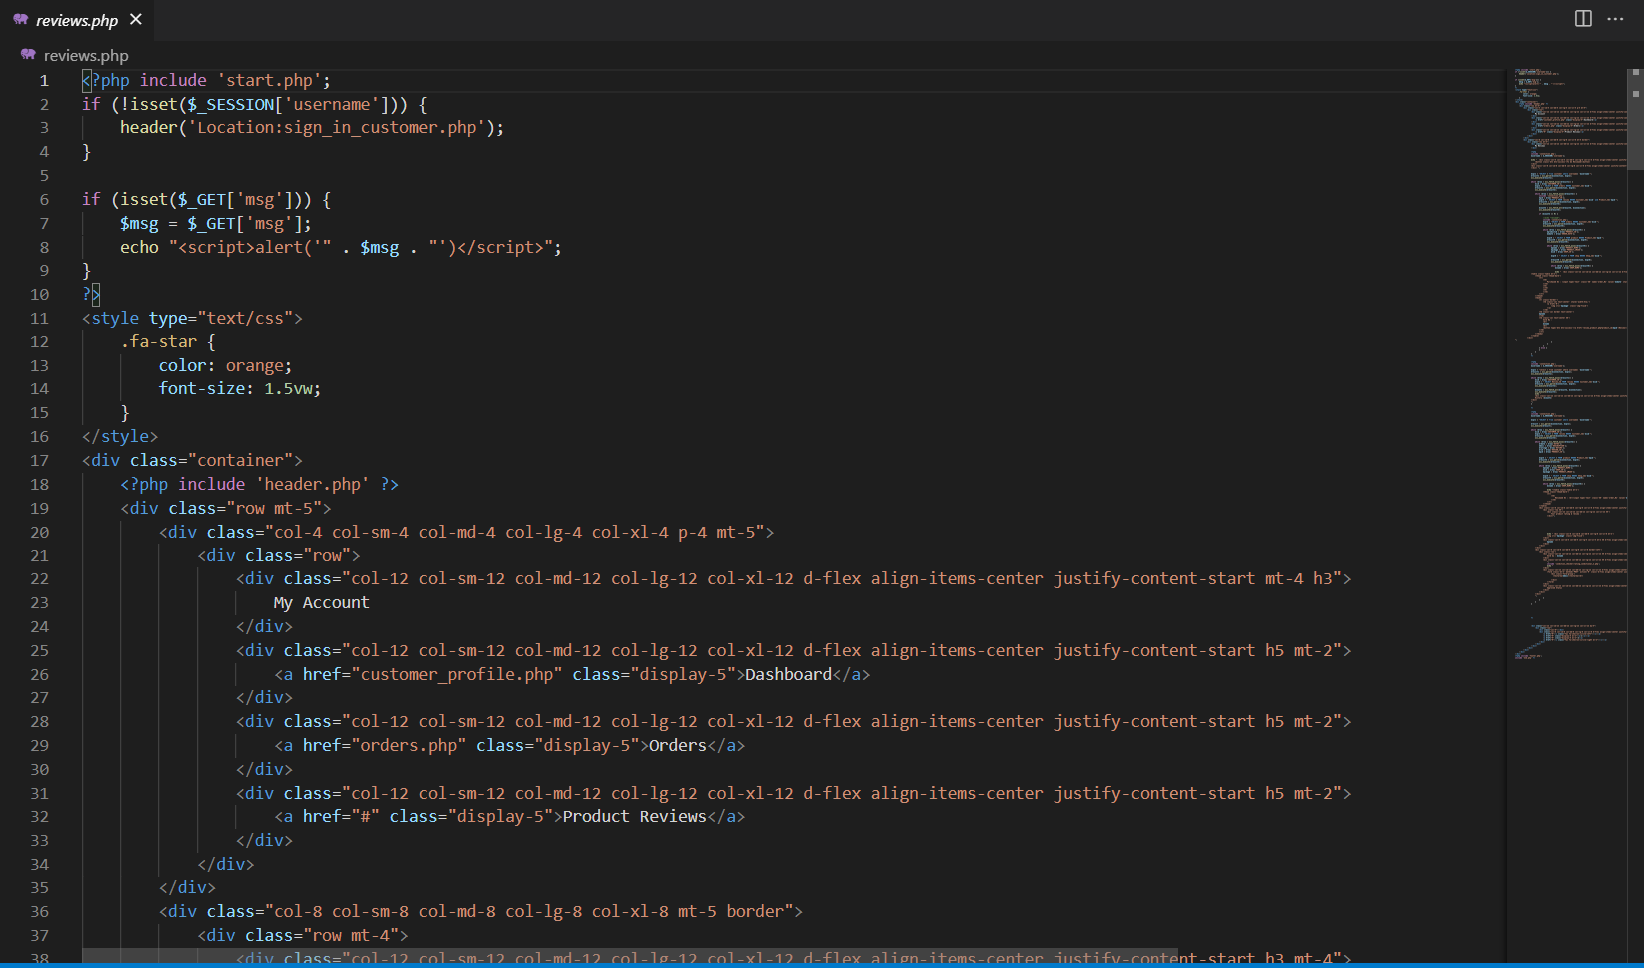 reviews.php
reviews.php
1 <?php include 'start.php';
2 if (!isset($_SESSION['username'])) {
3     header('Location:sign_in_customer.php');
4 }
5
6 if (isset($_GET['msg'])) {
7     $msg = $_GET['msg'];
8     echo "<script>alert('" . $msg . "')</script>";
9 }
10 ?>
11 <style type="text/css">
12     .fa-star {
13         color: orange;
14         font-size: 1.5vw;
15     }
16 </style>
17 <div class="container">
18     <?php include 'header.php' ?>
19     <div class="row mt-5">
20         <div class="col-4 col-sm-4 col-md-4 col-lg-4 col-xl-4 p-4 mt-5">
21             <div class="row">
22                 <div class="col-12 col-sm-12 col-md-12 col-lg-12 col-xl-12 d-flex align-items-center justify-content-start mt-4 h3">
23                     My Account
24                 </div>
25                 <div class="col-12 col-sm-12 col-md-12 col-lg-12 col-xl-12 d-flex align-items-center justify-content-start h5 mt-2">
26                     <a href="customer_profile.php" class="display-5">Dashboard</a>
27                 </div>
28                 <div class="col-12 col-sm-12 col-md-12 col-lg-12 col-xl-12 d-flex align-items-center justify-content-start h5 mt-2">
29                     <a href="orders.php" class="display-5">Orders</a>
30                 </div>
31                 <div class="col-12 col-sm-12 col-md-12 col-lg-12 col-xl-12 d-flex align-items-center justify-content-start h5 mt-2">
32                     <a href="#" class="display-5">Product Reviews</a>
33                 </div>
34             </div>
35         </div>
36         <div class="col-8 col-sm-8 col-md-8 col-lg-8 col-xl-8 mt-5 border">
37             <div class="row mt-4">
38                 <div class="col-12 col-sm-12 col-md-12 col-lg-12 col-xl-12 d-flex align-items-center justify-content-start h3 mt-4">